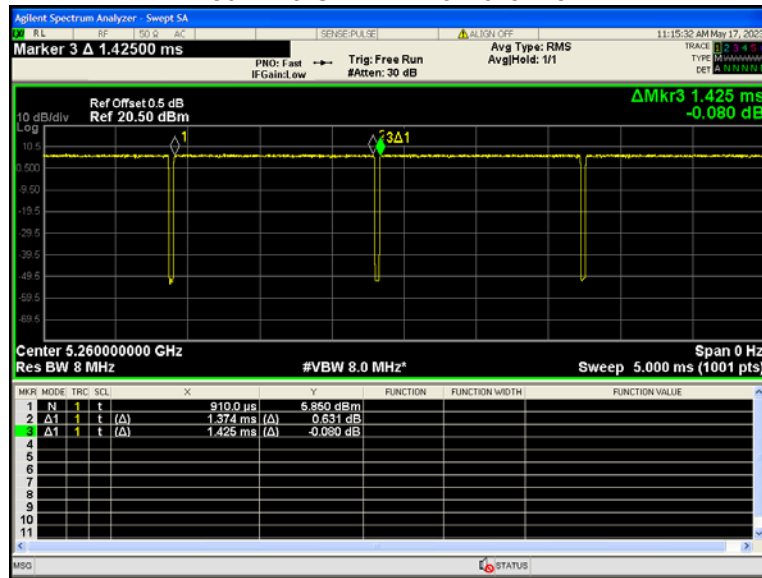 Agilent Spectrum Analyzer - Swept SA
RL RF 50 Ω AC SENSE:PULSE ALIGN OFF 11:15:32 AM May 17, 2023
Marker 3 Δ 1.42500 ms
PNO: Fast
IFGain:Low
Trig: Free Run
#Atten: 30 dB
Avg Type: RMS
Avg|Hold: 1/1
TRACE 1 2 3 4 5
TYPE M
DET A N N N N
ΔMkr3 1.425 ms
-0.080 dB
Ref Offset 0.5 dB
10 dB/div Ref 20.50 dBm
Log
1
3Δ1
10.5
0.500
-9.50
-19.5
-29.5
-39.5
-49.5
-59.5
-69.5
Center 5.260000000 GHz Span 0 Hz
Res BW 8 MHz #VBW 8.0 MHz* Sweep 5.000 ms (1001 pts)
MKR MODE TRC SCL X Y FUNCTION FUNCTION WIDTH FUNCTION VALUE
1 N 1 t 910.0 µs 5.850 dBm
2 Δ1 1 t (Δ) 1.374 ms (Δ) 0.631 dB
3 Δ1 1 t (Δ) 1.425 ms (Δ) -0.080 dB
4
5
6
7
8
9
10
11
MSG STATUS